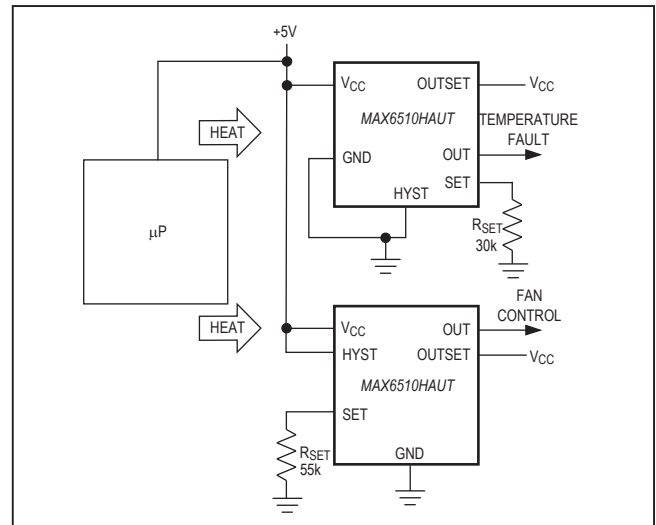 +5V
VCC
OUTSET
VCC
MAX6510HAUT
TEMPERATURE
FAULT
HEAT
GND
OUT
SET
HYST
RSET
30k
μP
FAN
CONTROL
HEAT
VCC
OUT
HYST
OUTSET
VCC
MAX6510HAUT
SET
RSET
55k
GND